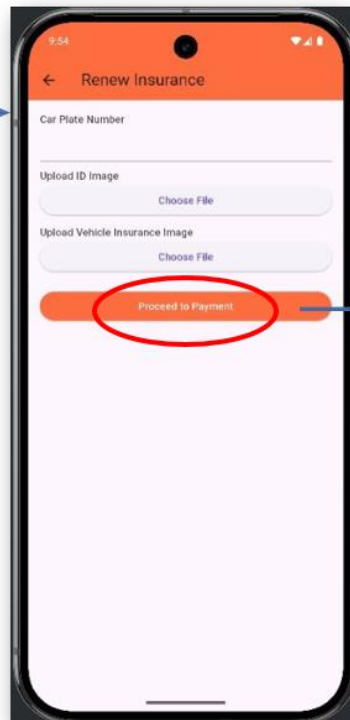 9:54
Renew Insurance
Car Plate Number
Upload ID Image
Choose File
Upload Vehicle Insurance Image
Choose File
Proceed to Payment